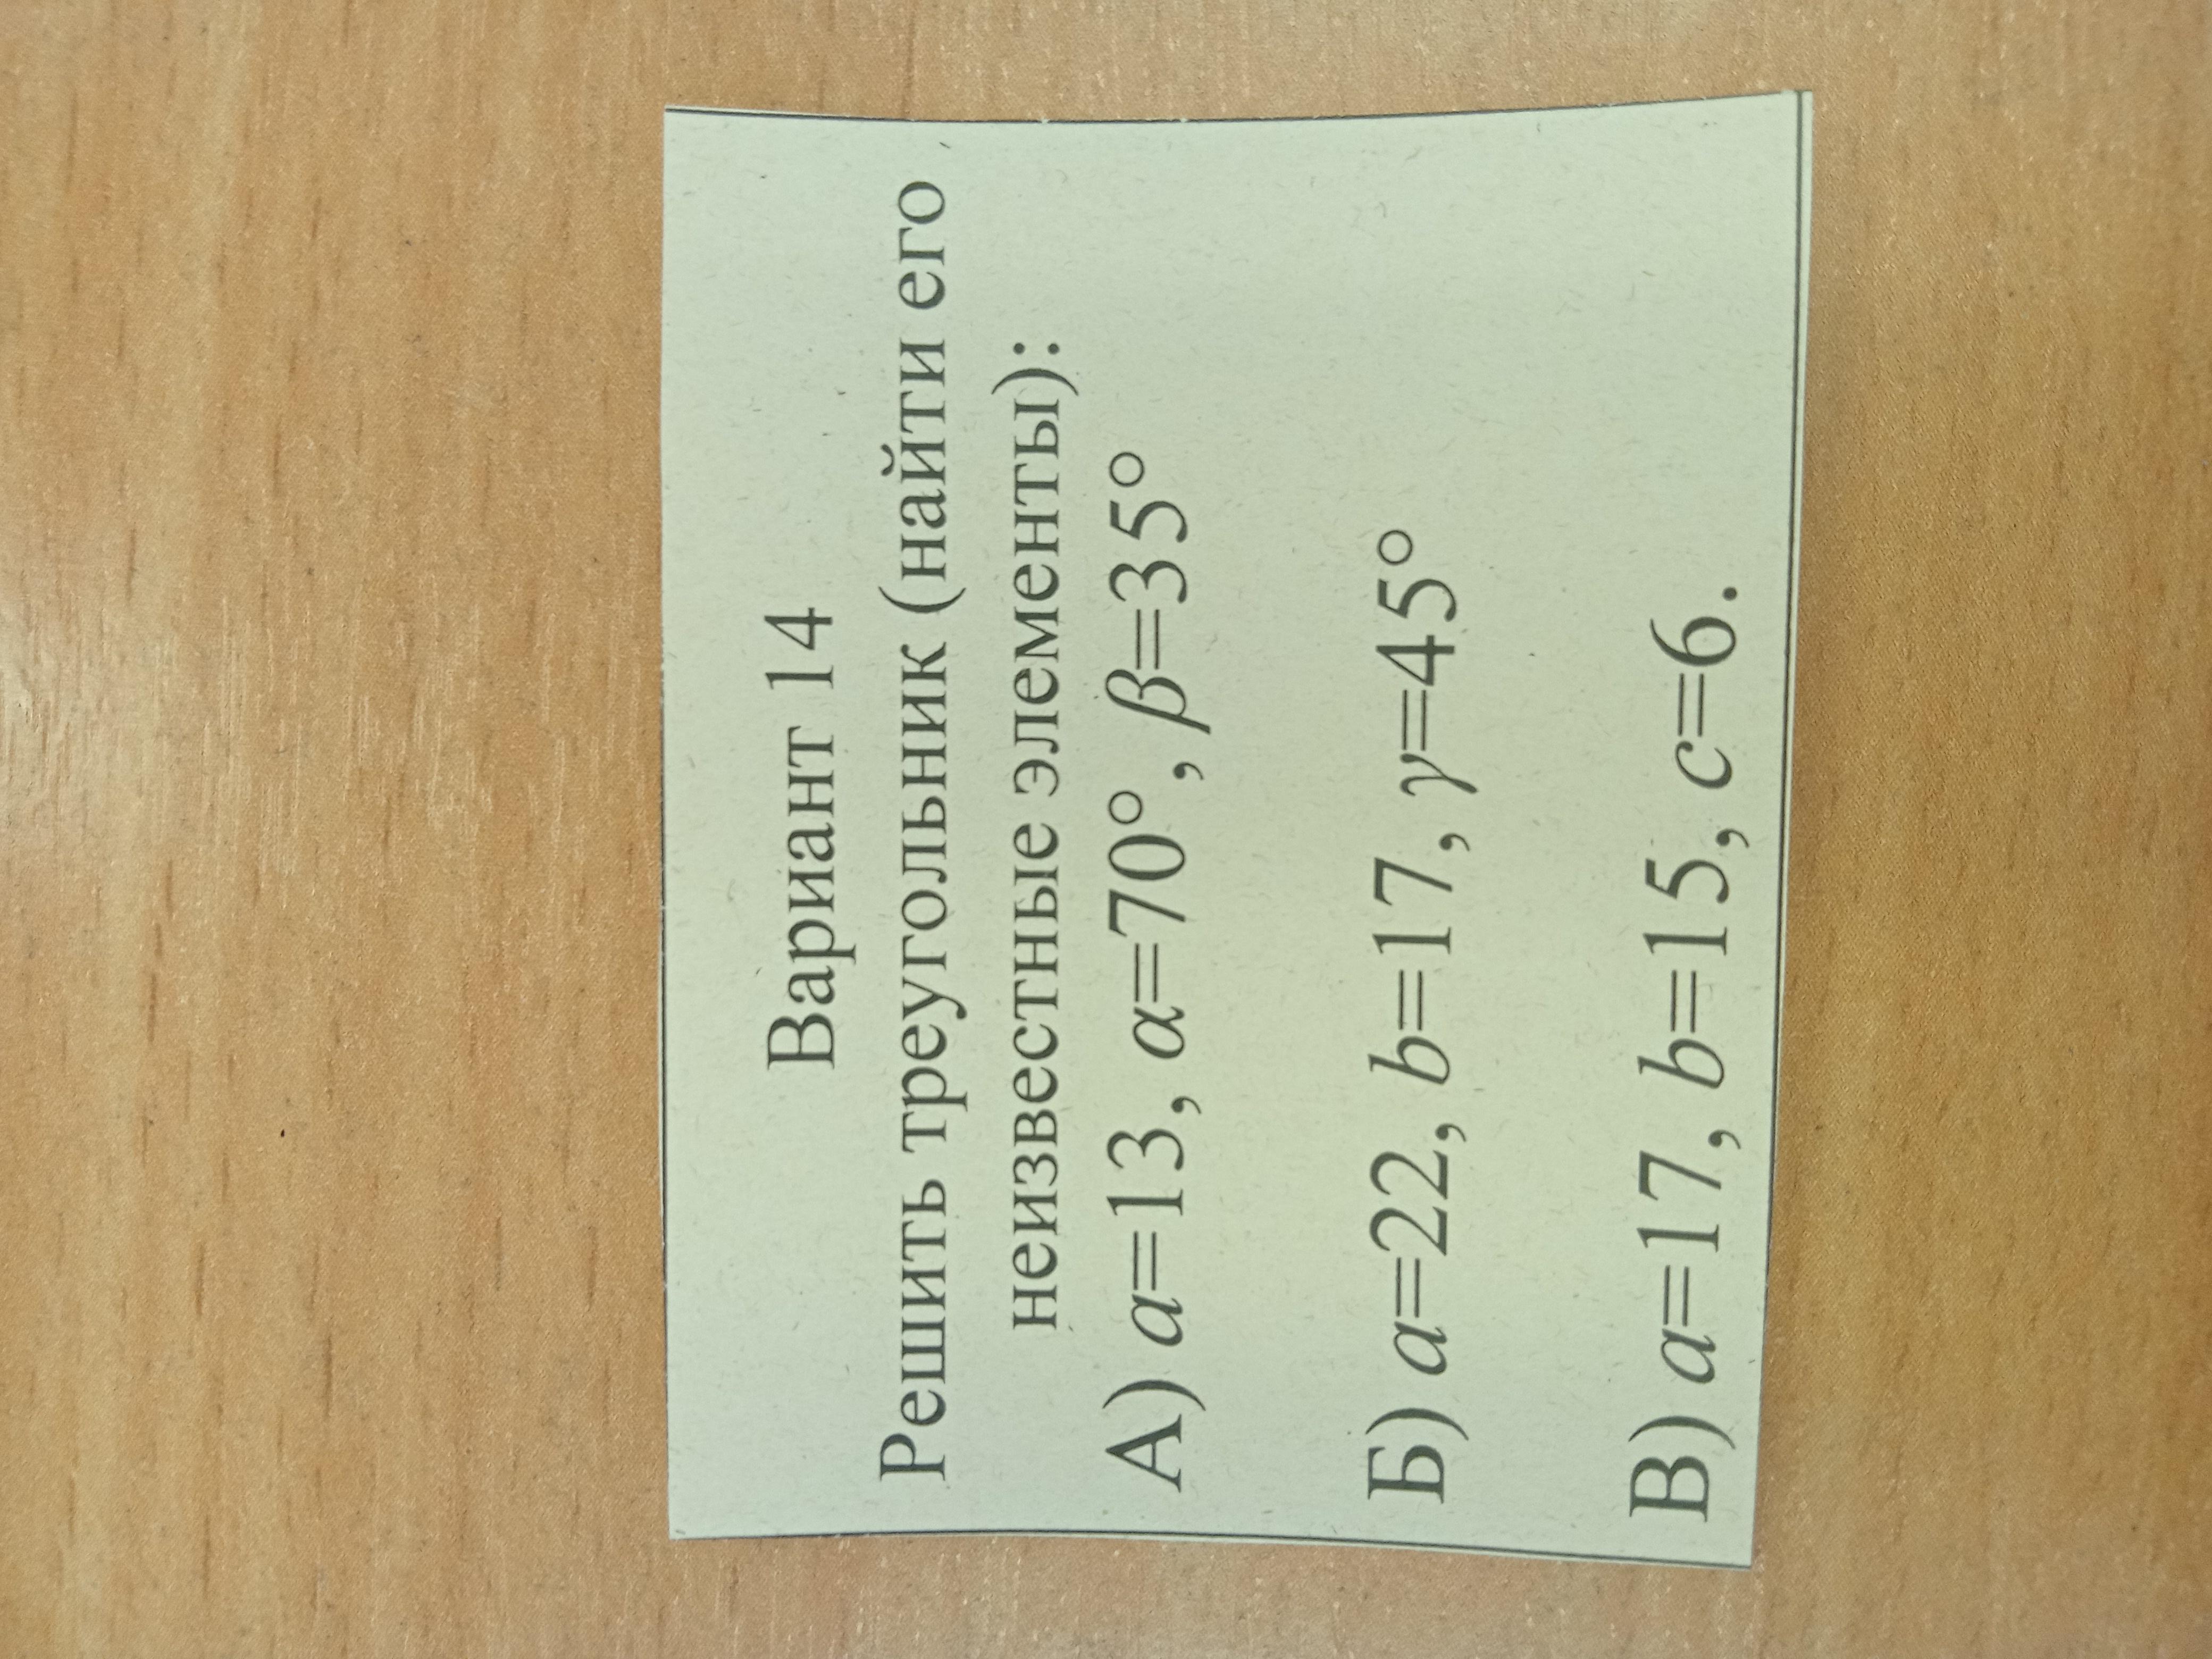 Вариант 14
Решить треугольник (найти его
неизвестные элементы):
А) a=13, α=70°, β=35°
Б) a=22, b=17, γ=45°
В) a=17, b=15, c=6.